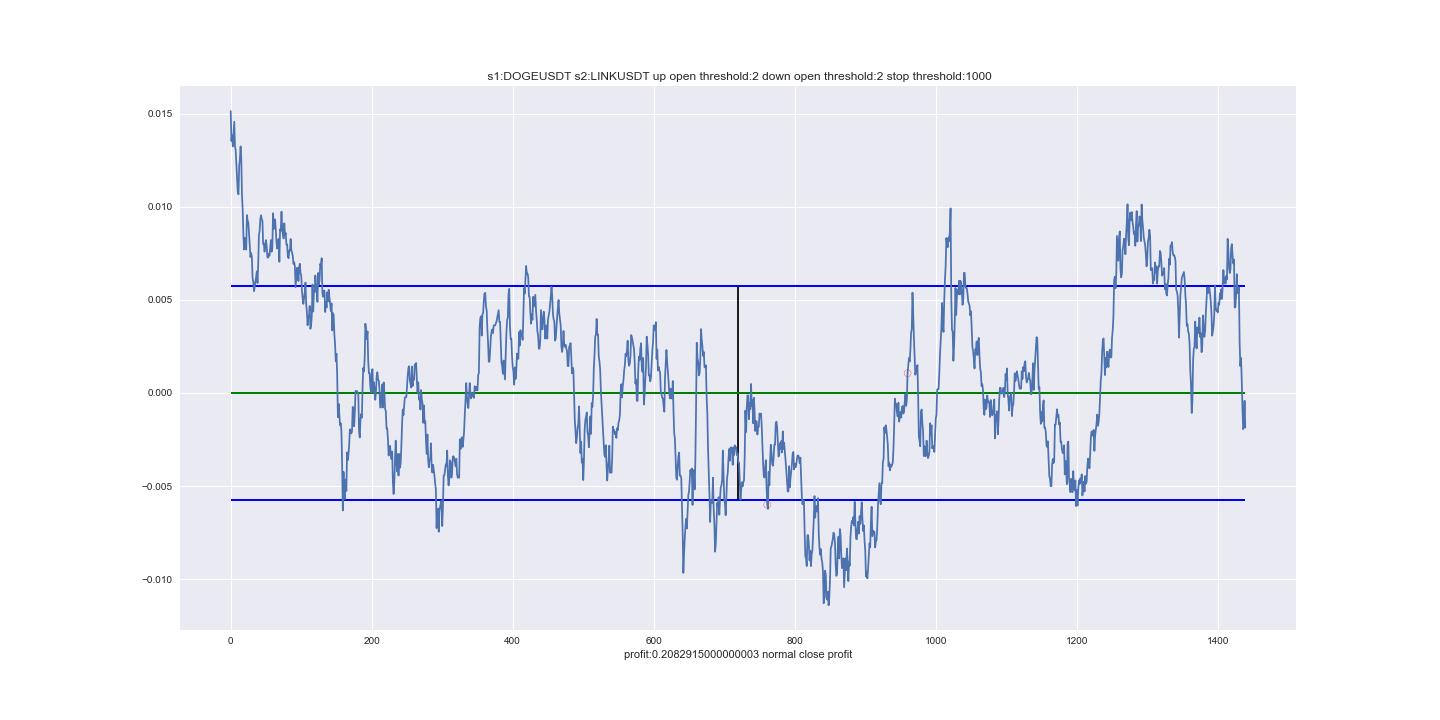 s1:DOGEUSDT s2:LINKUSDT up open threshold:2 down open threshold:2 stop threshold:1000
0.015
0.010
0.005
0.000
−0.005
−0.010
0 200 400 600 800 1000 1200 1400
profit:0.2082915000000003 normal close profit